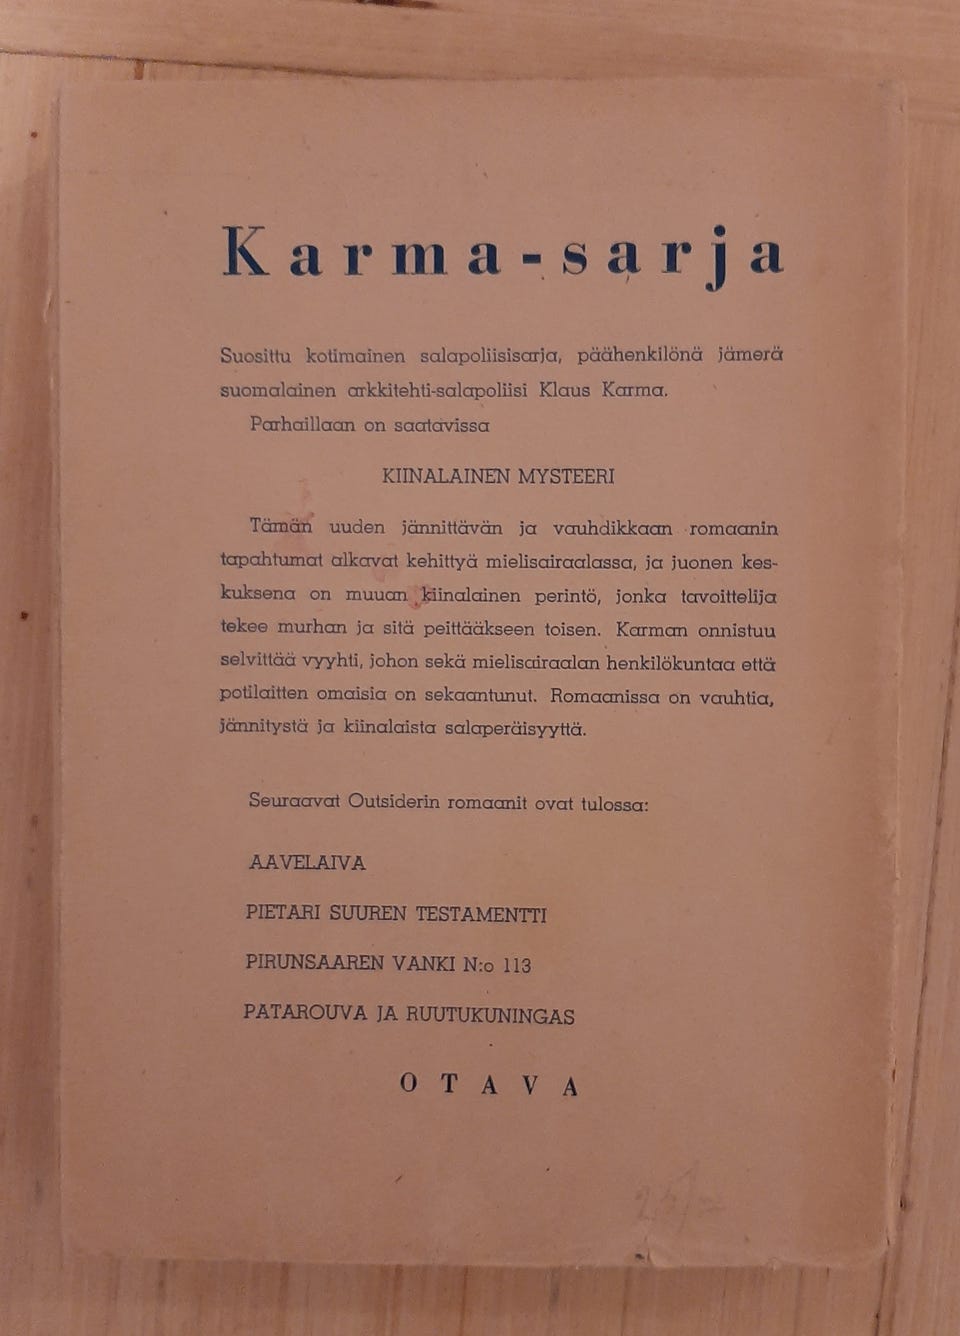 Karma-sarja
Suosittu kotimainen salapoliisisarja, päähenkilönä jämerä
suomalainen arkkitehti-salapoliisi Klaus Karma.
Parhaillaan on saatavissa
KIINALAINEN MYSTEERI
Tämän uuden jännittävän ja vauhdikkaan romaanin
tapahtumat alkavat kehittyä mielisairaalassa, ja juonen kes-
kuksena on muuan kiinalainen perintö, jonka tavoittelija
tekee murhan ja sitä peittääkseen toisen. Karman onnistuu
selvittää vyyhti, johon sekä mielisairaalan henkilökuntaa että
potilaitten omaisia on sekaantunut. Romaanissa on vauhtia,
jännitystä ja kiinalaista salaperäisyyttä.
Seuraavat Outsiderin romaanit ovat tulossa:
AAVELAIVA
PIETARI SUUREN TESTAMENTTI
PIRUNSAAREN VANKI N:o 113
PATAROUVA JA RUUTUKUNINGAS
OTAVA